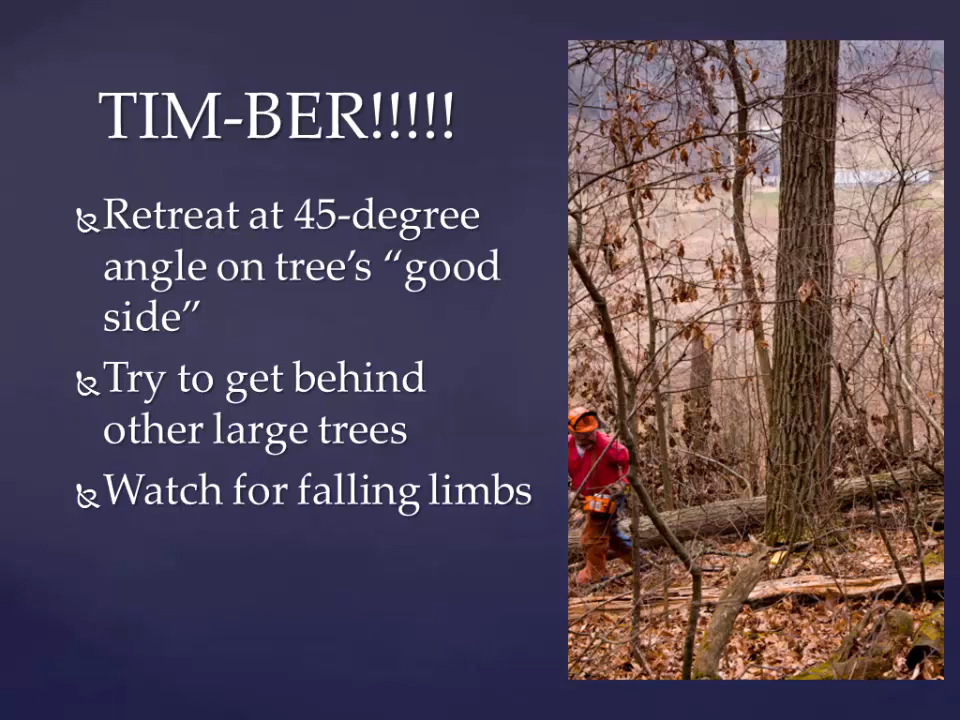 TIM-BER!!!!!
Retreat at 45-degree
angle on tree’s “good
side”
Try to get behind
other large trees
Watch for falling limbs